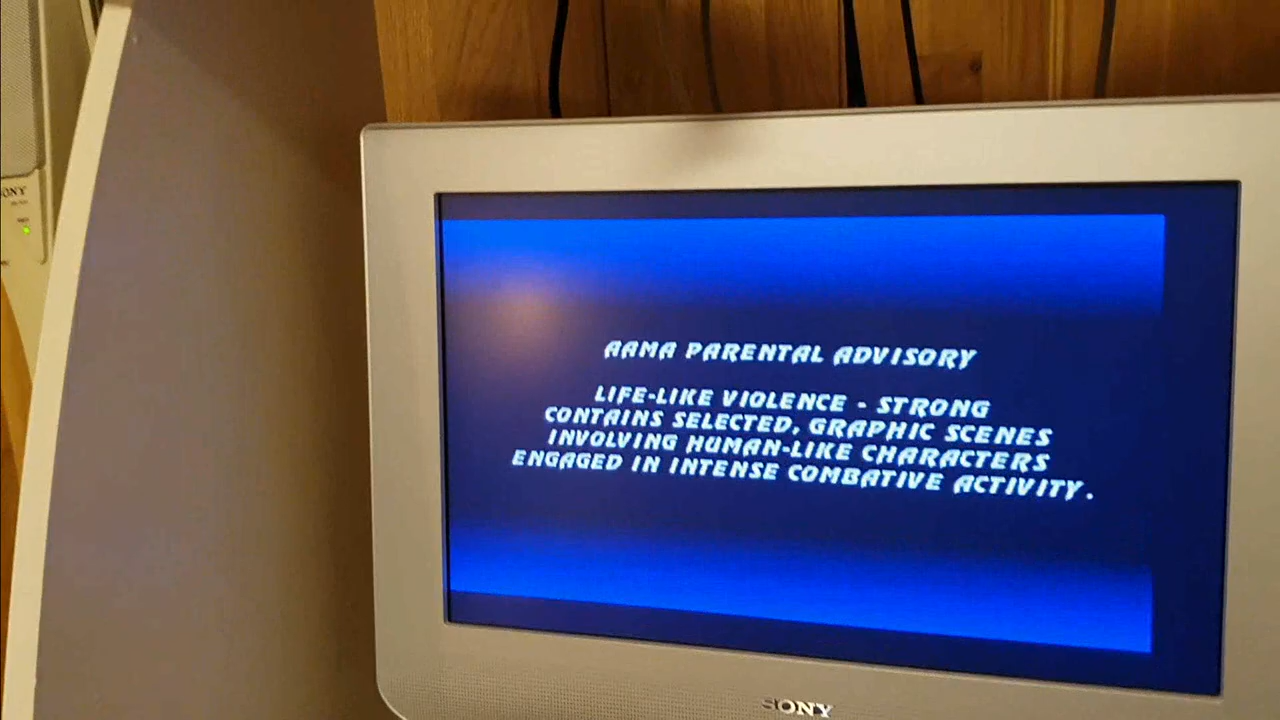 SONY
AAMA PARENTAL ADVISORY
LIFE-LIKE VIOLENCE - STRONG
CONTAINS SELECTED, GRAPHIC SCENES
INVOLVING HUMAN-LIKE CHARACTERS
ENGAGED IN INTENSE COMBATIVE ACTIVITY.
SONY